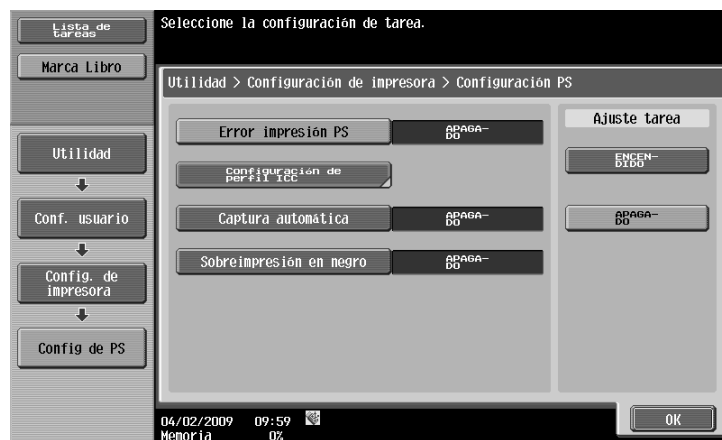 Lista de
tareas
Marca Libro
Utilidad
Conf. usuario
Config. de
impresora
Config de PS
Seleccione la configuración de tarea.
Utilidad > Configuración de impresora > Configuración PS
Error impresión PS
APAGA-
DO
Configuración de
perfil ICC
Captura automática
APAGA-
DO
Sobreimpresión en negro
APAGA-
DO
Ajuste tarea
ENCEN-
DIDO
APAGA-
DO
04/02/2009 09:59
Memoria 0%
OK